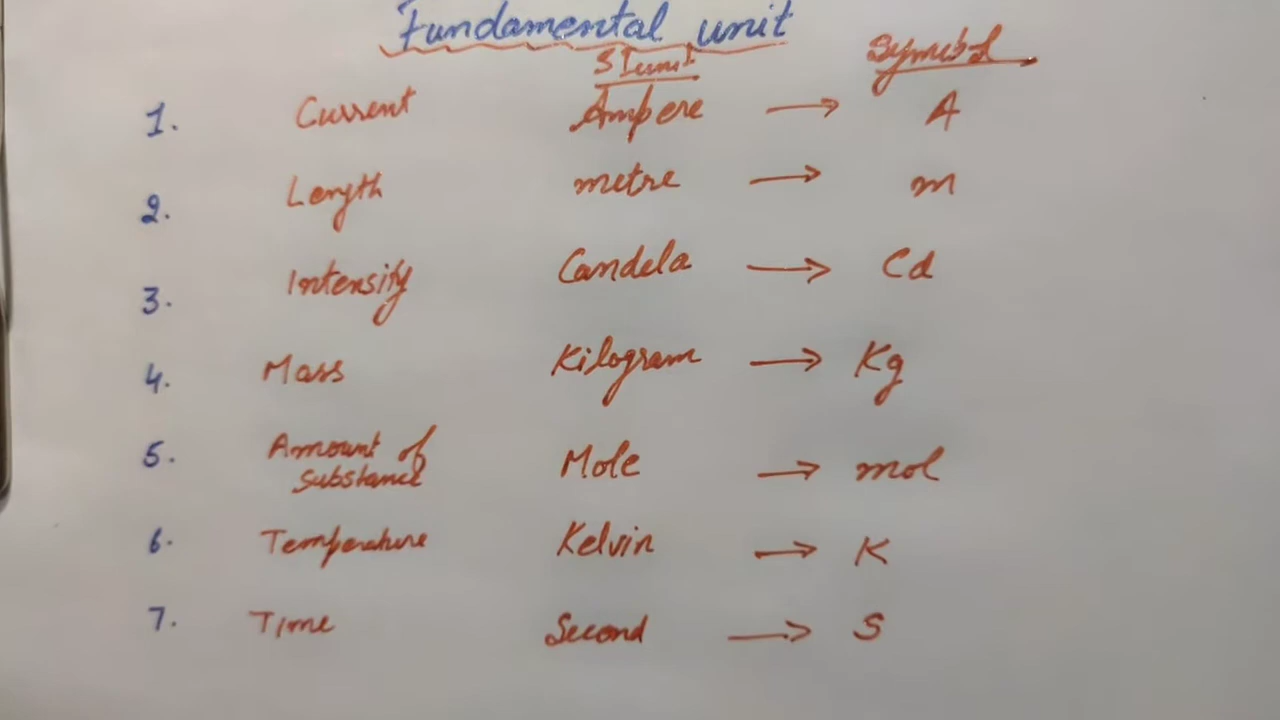 Fundamental unit
SI unit Symbol
1. Current Ampere → A
2. Length metre → m
3. Intensity Candela → Cd
4. Mass Kilogram → Kg
5. Amount of substance Mole → mol
6. Temperature Kelvin → K
7. Time Second → S